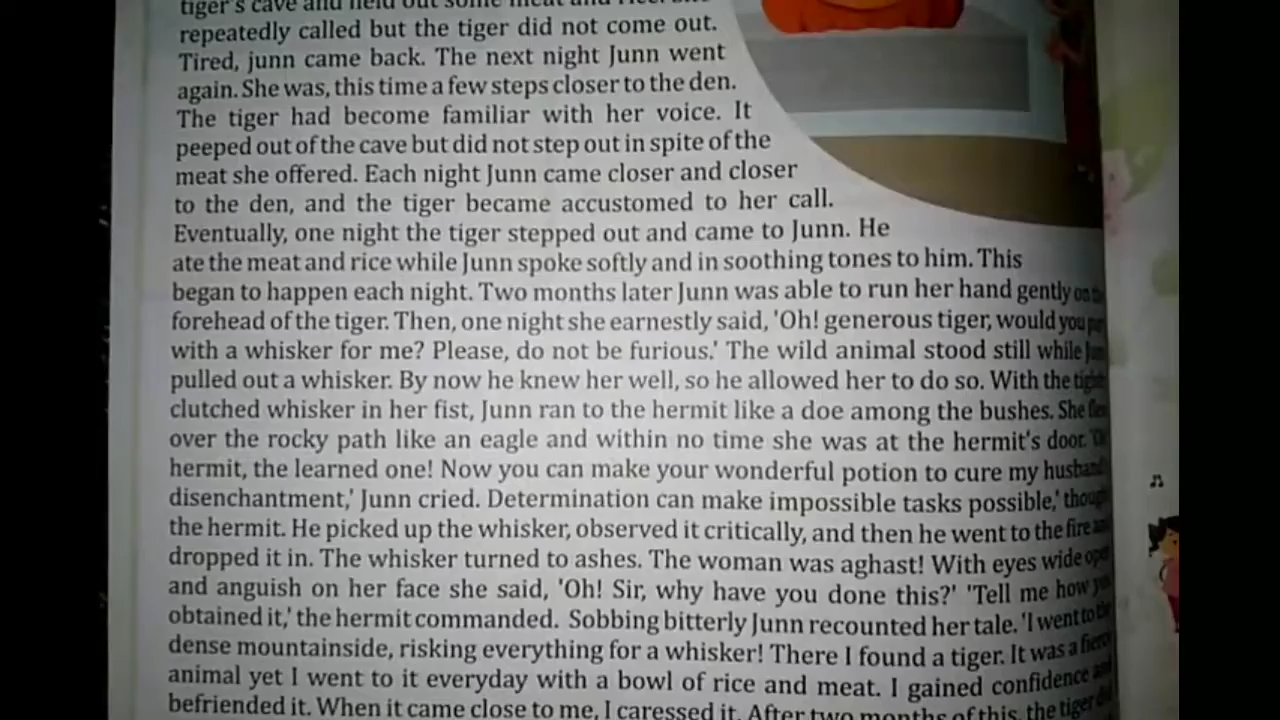 tiger's cave and held out some meat and rice. She
repeatedly called but the tiger did not come out.
Tired, junn came back. The next night Junn went
again. She was, this time a few steps closer to the den.
The tiger had become familiar with her voice. It
peeped out of the cave but did not step out in spite of the
meat she offered. Each night Junn came closer and closer
to the den, and the tiger became accustomed to her call.
Eventually, one night the tiger stepped out and came to Junn. He
ate the meat and rice while Junn spoke softly and in soothing tones to him. This
began to happen each night. Two months later Junn was able to run her hand gently on
forehead of the tiger. Then, one night she earnestly said, 'Oh! generous tiger, would you
with a whisker for me? Please, do not be furious.' The wild animal stood still while
pulled out a whisker. By now he knew her well, so he allowed her to do so. With the
clutched whisker in her fist, Junn ran to the hermit like a doe among the bushes. She
over the rocky path like an eagle and within no time she was at the hermit's door.
hermit, the learned one! Now you can make your wonderful potion to cure my husband's
disenchantment,' Junn cried. Determination can make impossible tasks possible,' though
the hermit. He picked up the whisker, observed it critically, and then he went to the fire
dropped it in. The whisker turned to ashes. The woman was aghast! With eyes wide open
and anguish on her face she said, 'Oh! Sir, why have you done this?' 'Tell me how you
obtained it,' the hermit commanded. Sobbing bitterly Junn recounted her tale. 'I went to the
dense mountainside, risking everything for a whisker! There I found a tiger. It was a fierce
animal yet I went to it everyday with a bowl of rice and meat. I gained confidence and
befriended it. When it came close to me, I caressed it. After two months of this, the tiger